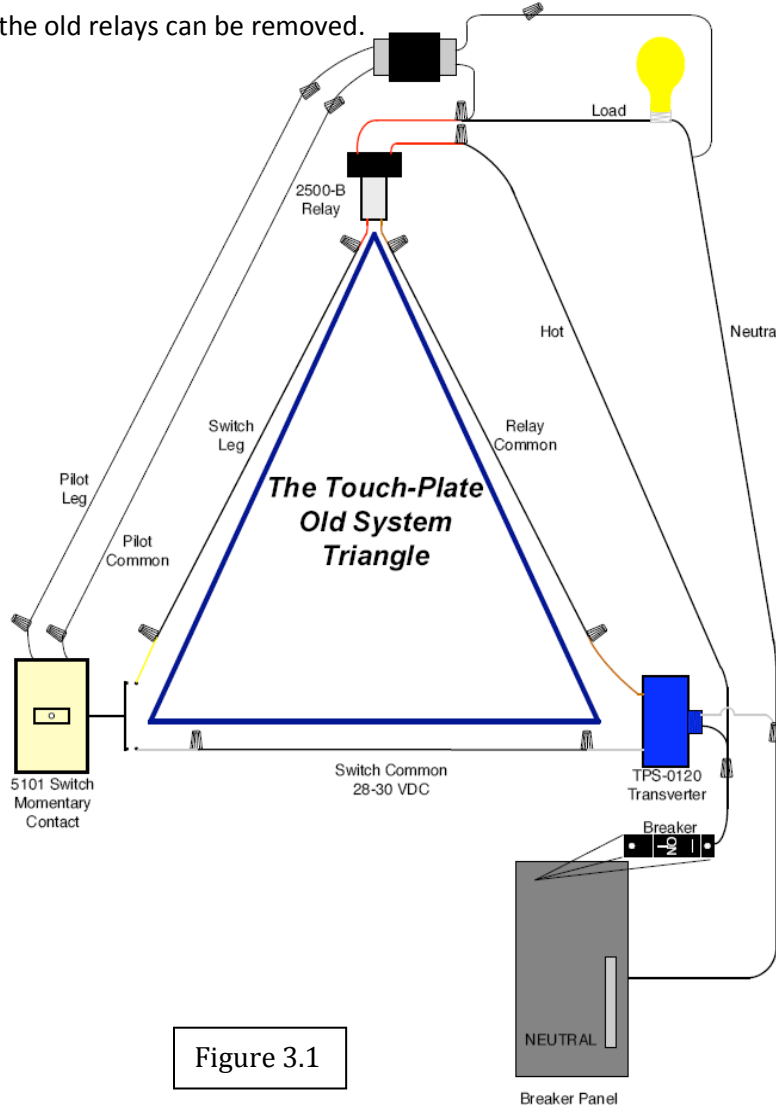 the old relays can be removed.
Load
2500-B
Relay
Hot
Neutra
Switch
Leg
Relay
Common
The Touch-Plate
Old System
Triangle
Pilot
Leg
Pilot
Common
5101 Switch
Momentary
Contact
Switch Common
28-30 VDC
TPS-0120
Transverter
Breaker
ON
NEUTRAL
Figure 3.1
Breaker Panel